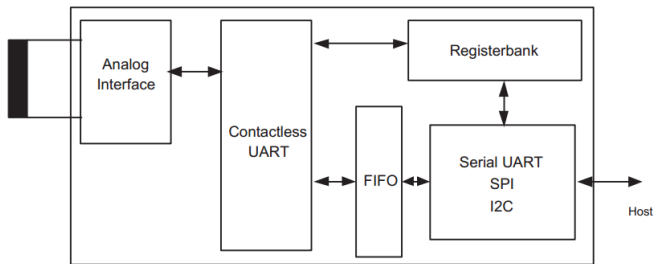 Analog
Interface
Contactless
UART
Registerbank
FIFO
Serial UART
SPI
I2C
Host